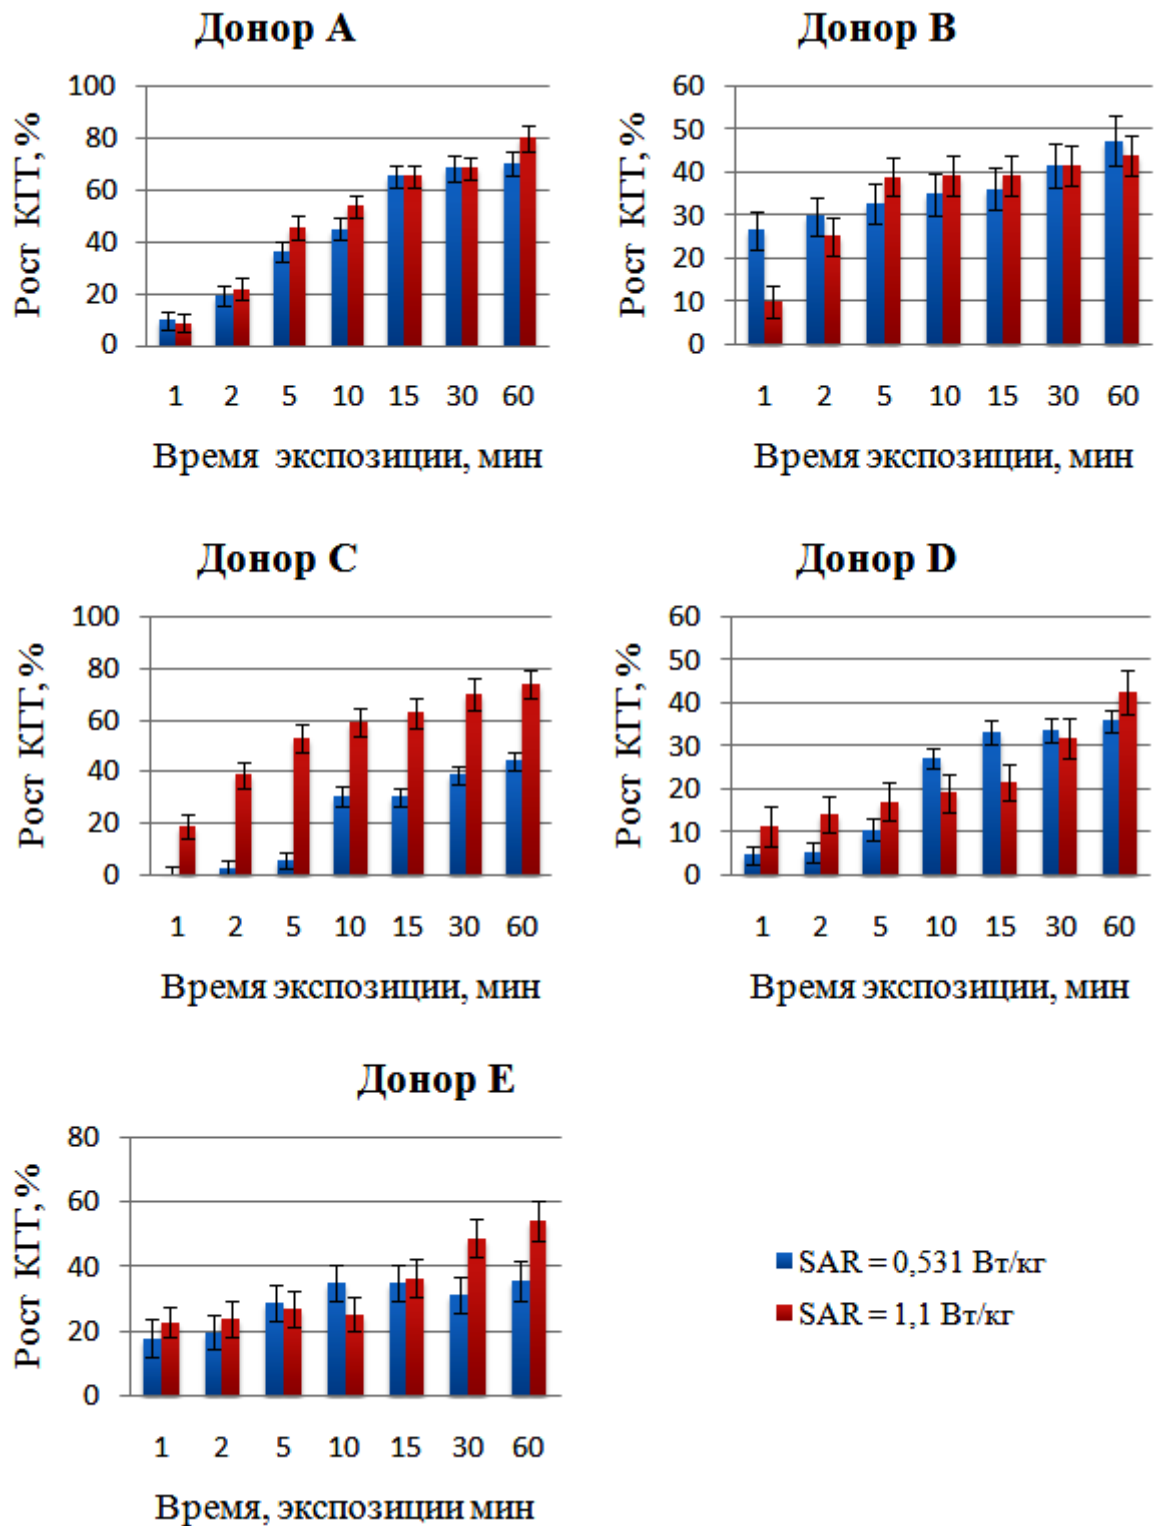 Донор A
Рост КГГ, %
100
80
60
40
20
0
1 2 5 10 15 30 60
Время экспозиции, мин
Донор B
Рост КГГ, %
60
50
40
30
20
10
0
1 2 5 10 15 30 60
Время экспозиции, мин
Донор C
Рост КГГ, %
100
80
60
40
20
0
1 2 5 10 15 30 60
Время экспозиции, мин
Донор D
Рост КГГ, %
60
50
40
30
20
10
0
1 2 5 10 15 30 60
Время экспозиции, мин
Донор E
Рост КГГ, %
80
60
40
20
0
1 2 5 10 15 30 60
Время, экспозиции мин
SAR = 0,531 Вт/кг
SAR = 1,1 Вт/кг